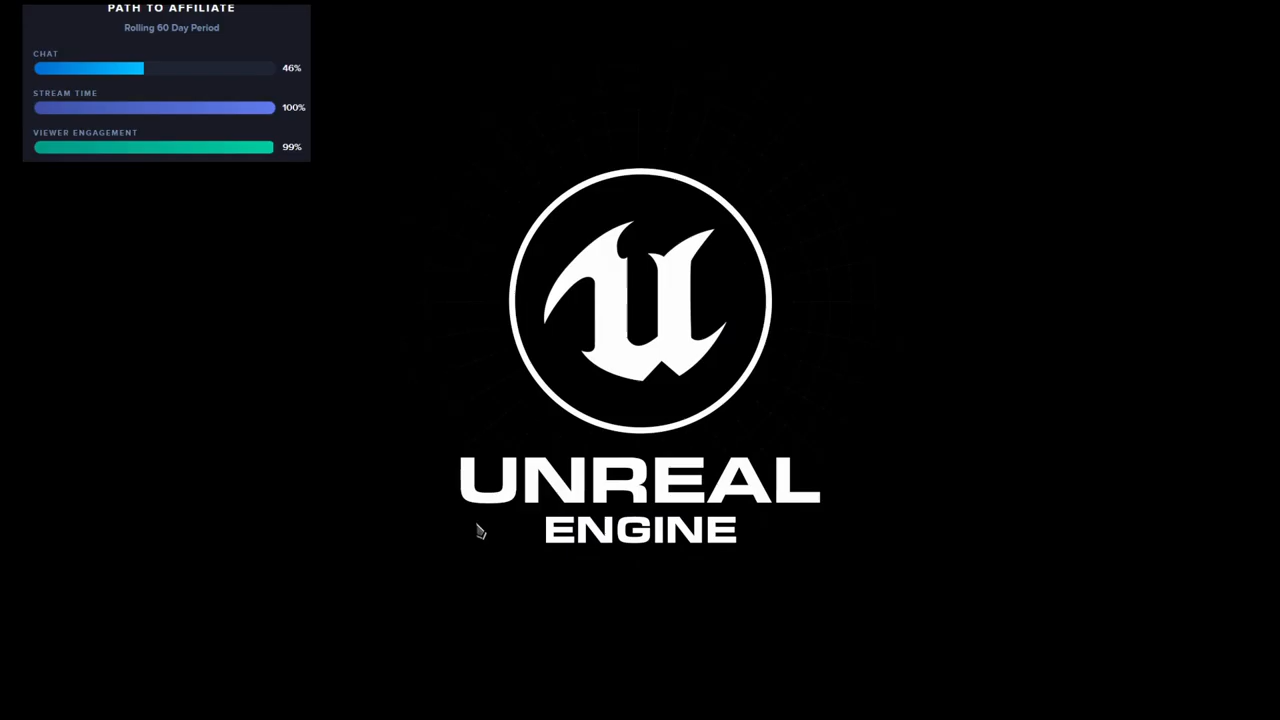 PATH TO AFFILIATE
Rolling 60 Day Period
CHAT
46%
STREAM TIME
100%
VIEWER ENGAGEMENT
99%
UNREAL
ENGINE